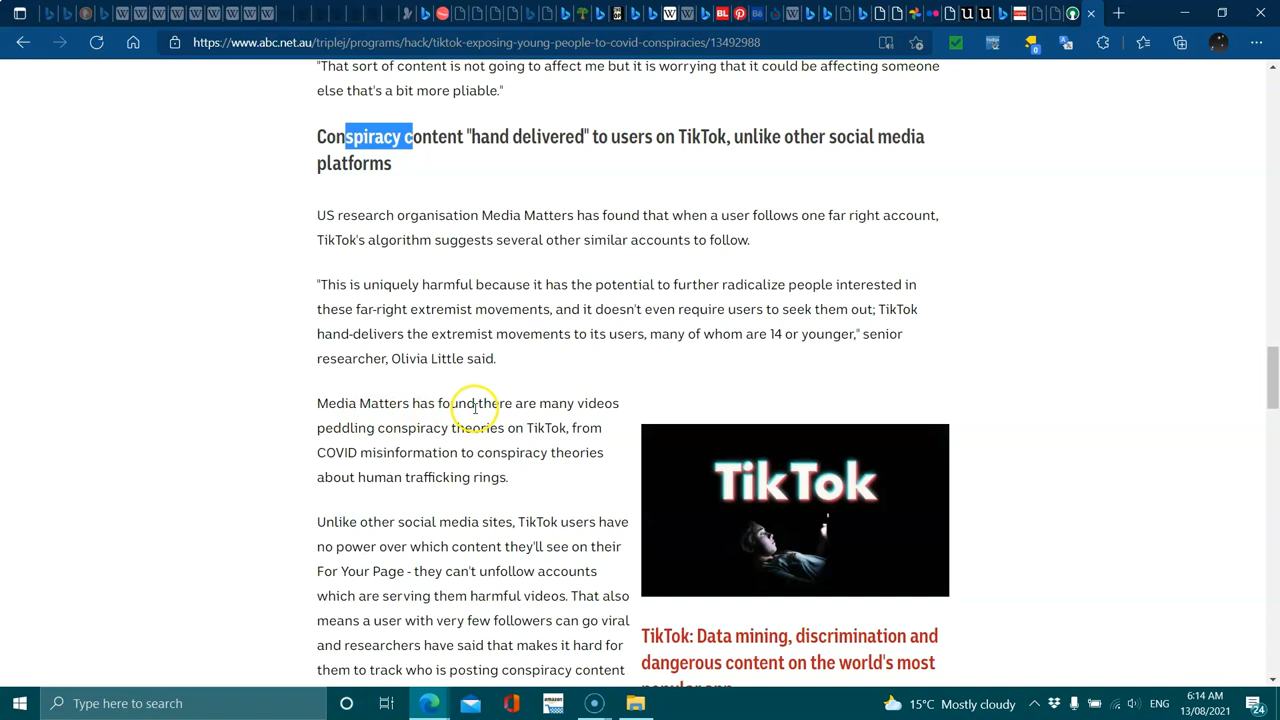 https://www.abc.net.au/triplej/programs/hack/tiktok-exposing-young-people-to-covid-conspiracies/13492988
"That sort of content is not going to affect me but it is worrying that it could be affecting someone
else that's a bit more pliable."
Conspiracy content "hand delivered" to users on TikTok, unlike other social media
platforms
US research organisation Media Matters has found that when a user follows one far right account,
TikTok's algorithm suggests several other similar accounts to follow.
"This is uniquely harmful because it has the potential to further radicalize people interested in
these far-right extremist movements, and it doesn't even require users to seek them out; TikTok
hand-delivers the extremist movements to its users, many of whom are 14 or younger," senior
researcher, Olivia Little said.
Media Matters has found there are many videos
peddling conspiracy theories on TikTok, from
COVID misinformation to conspiracy theories
about human trafficking rings.
Unlike other social media sites, TikTok users have
no power over which content they'll see on their
For Your Page - they can't unfollow accounts
which are serving them harmful videos. That also
means a user with very few followers can go viral
and researchers have said that makes it hard for
them to track who is posting conspiracy content
TikTok
TikTok: Data mining, discrimination and
dangerous content on the world's most
Type here to search
amazon
15°C Mostly cloudy
ENG
6:14 AM
13/08/2021
24